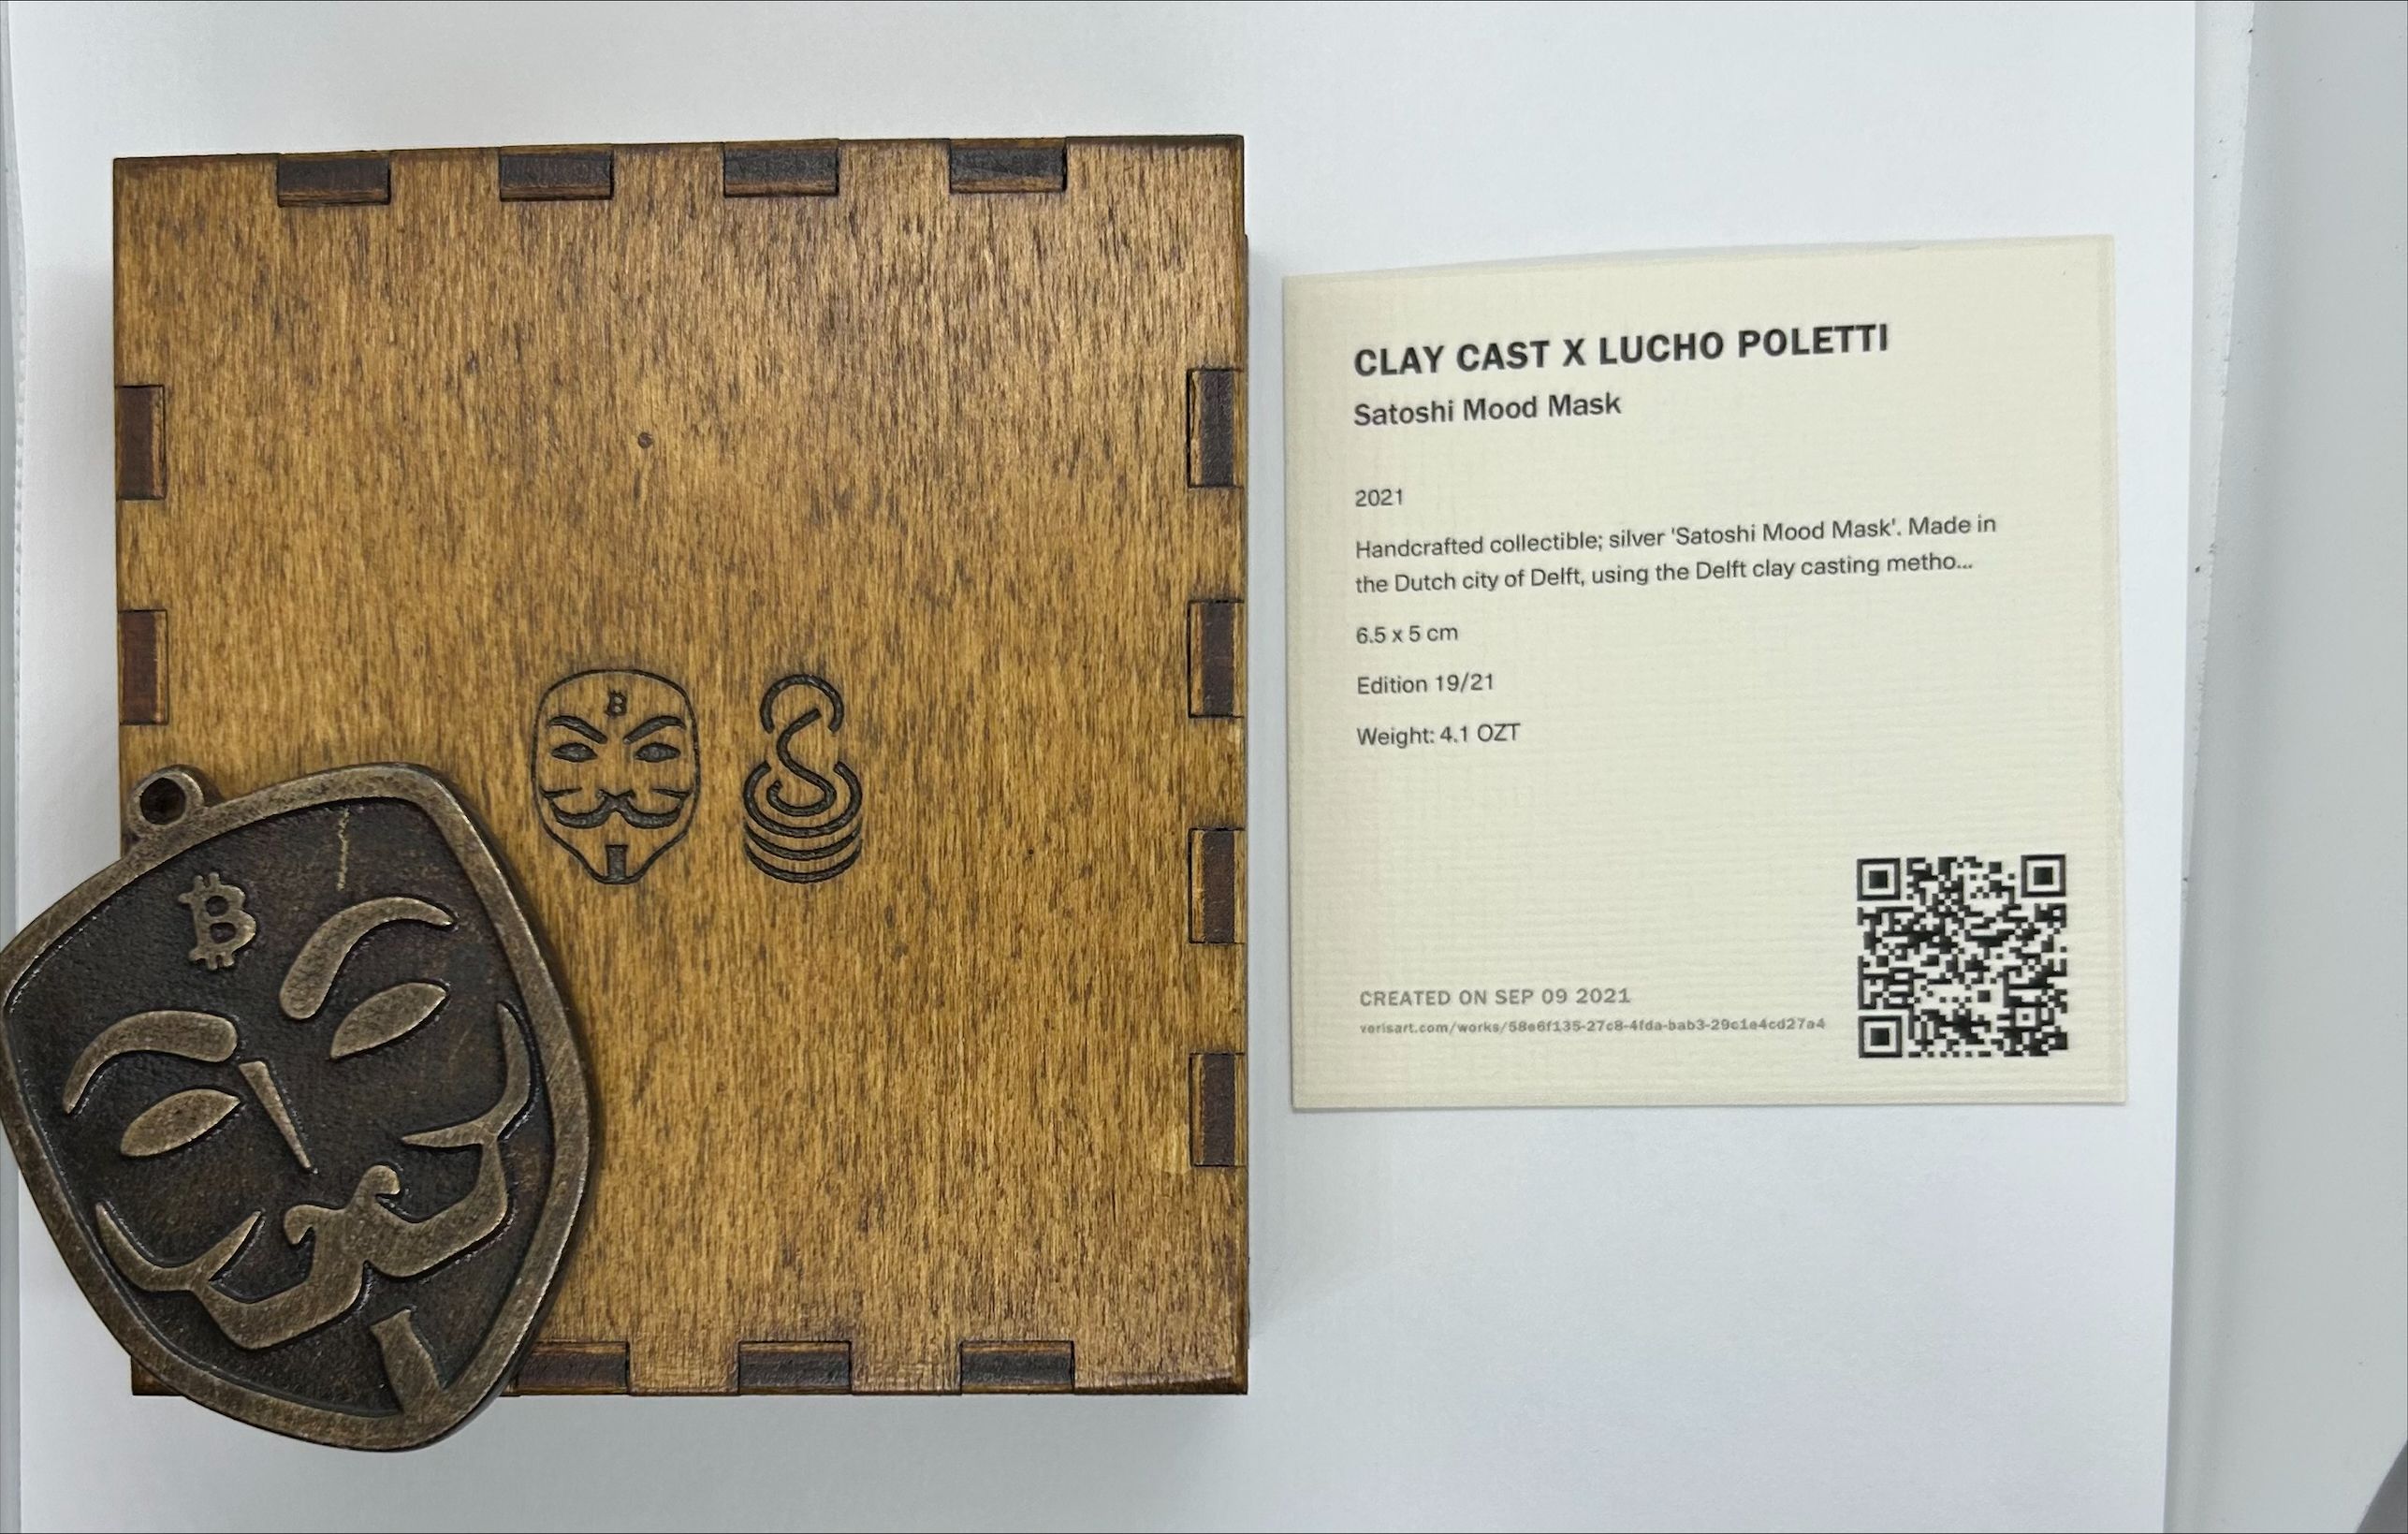 CLAY CAST X LUCHO POLETTI
Satoshi Mood Mask
2021
Handcrafted collectible; silver 'Satoshi Mood Mask'. Made in
the Dutch city of Delft, using the Delft clay casting metho...
6.5 x 5 cm
Edition 19/21
Weight: 4.1 OZT
CREATED ON SEP 09 2021
verisart.com/works/58e6f135-27c8-4fda-bab3-29c1e4cd27a4